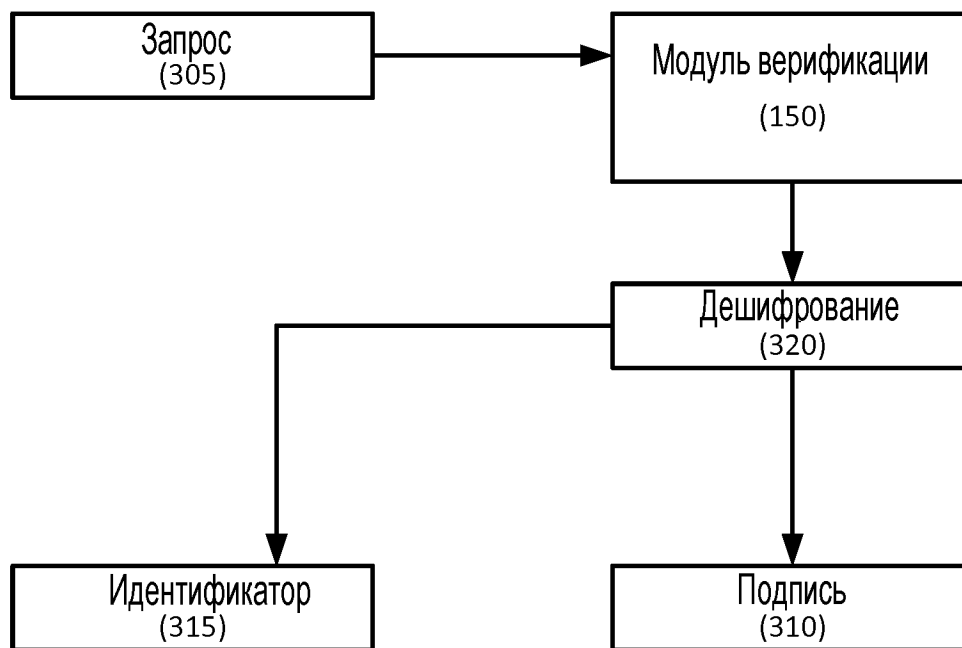 Запрос
(305)
Модуль верификации
(150)
Дешифрование
(320)
Идентификатор
(315)
Подпись
(310)